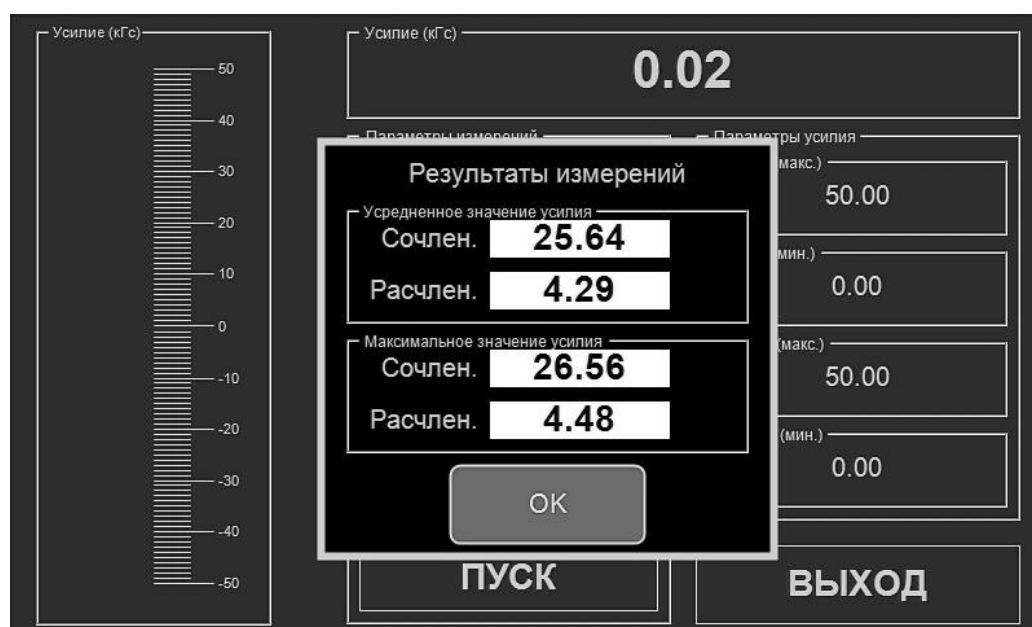 Усилие (кГс)
50
40
30
20
10
0
-10
-20
-30
-40
-50
Усилие (кГс)
0.02
Параметры измерений
Параметры усилия
(макс.)
50.00
(мин.)
0.00
(макс.)
50.00
(мин.)
0.00
Результаты измерений
Усредненное значение усилия
Сочлен. 25.64
Расчлен. 4.29
Максимальное значение усилия
Сочлен. 26.56
Расчлен. 4.48
OK
ПУСК
ВЫХОД